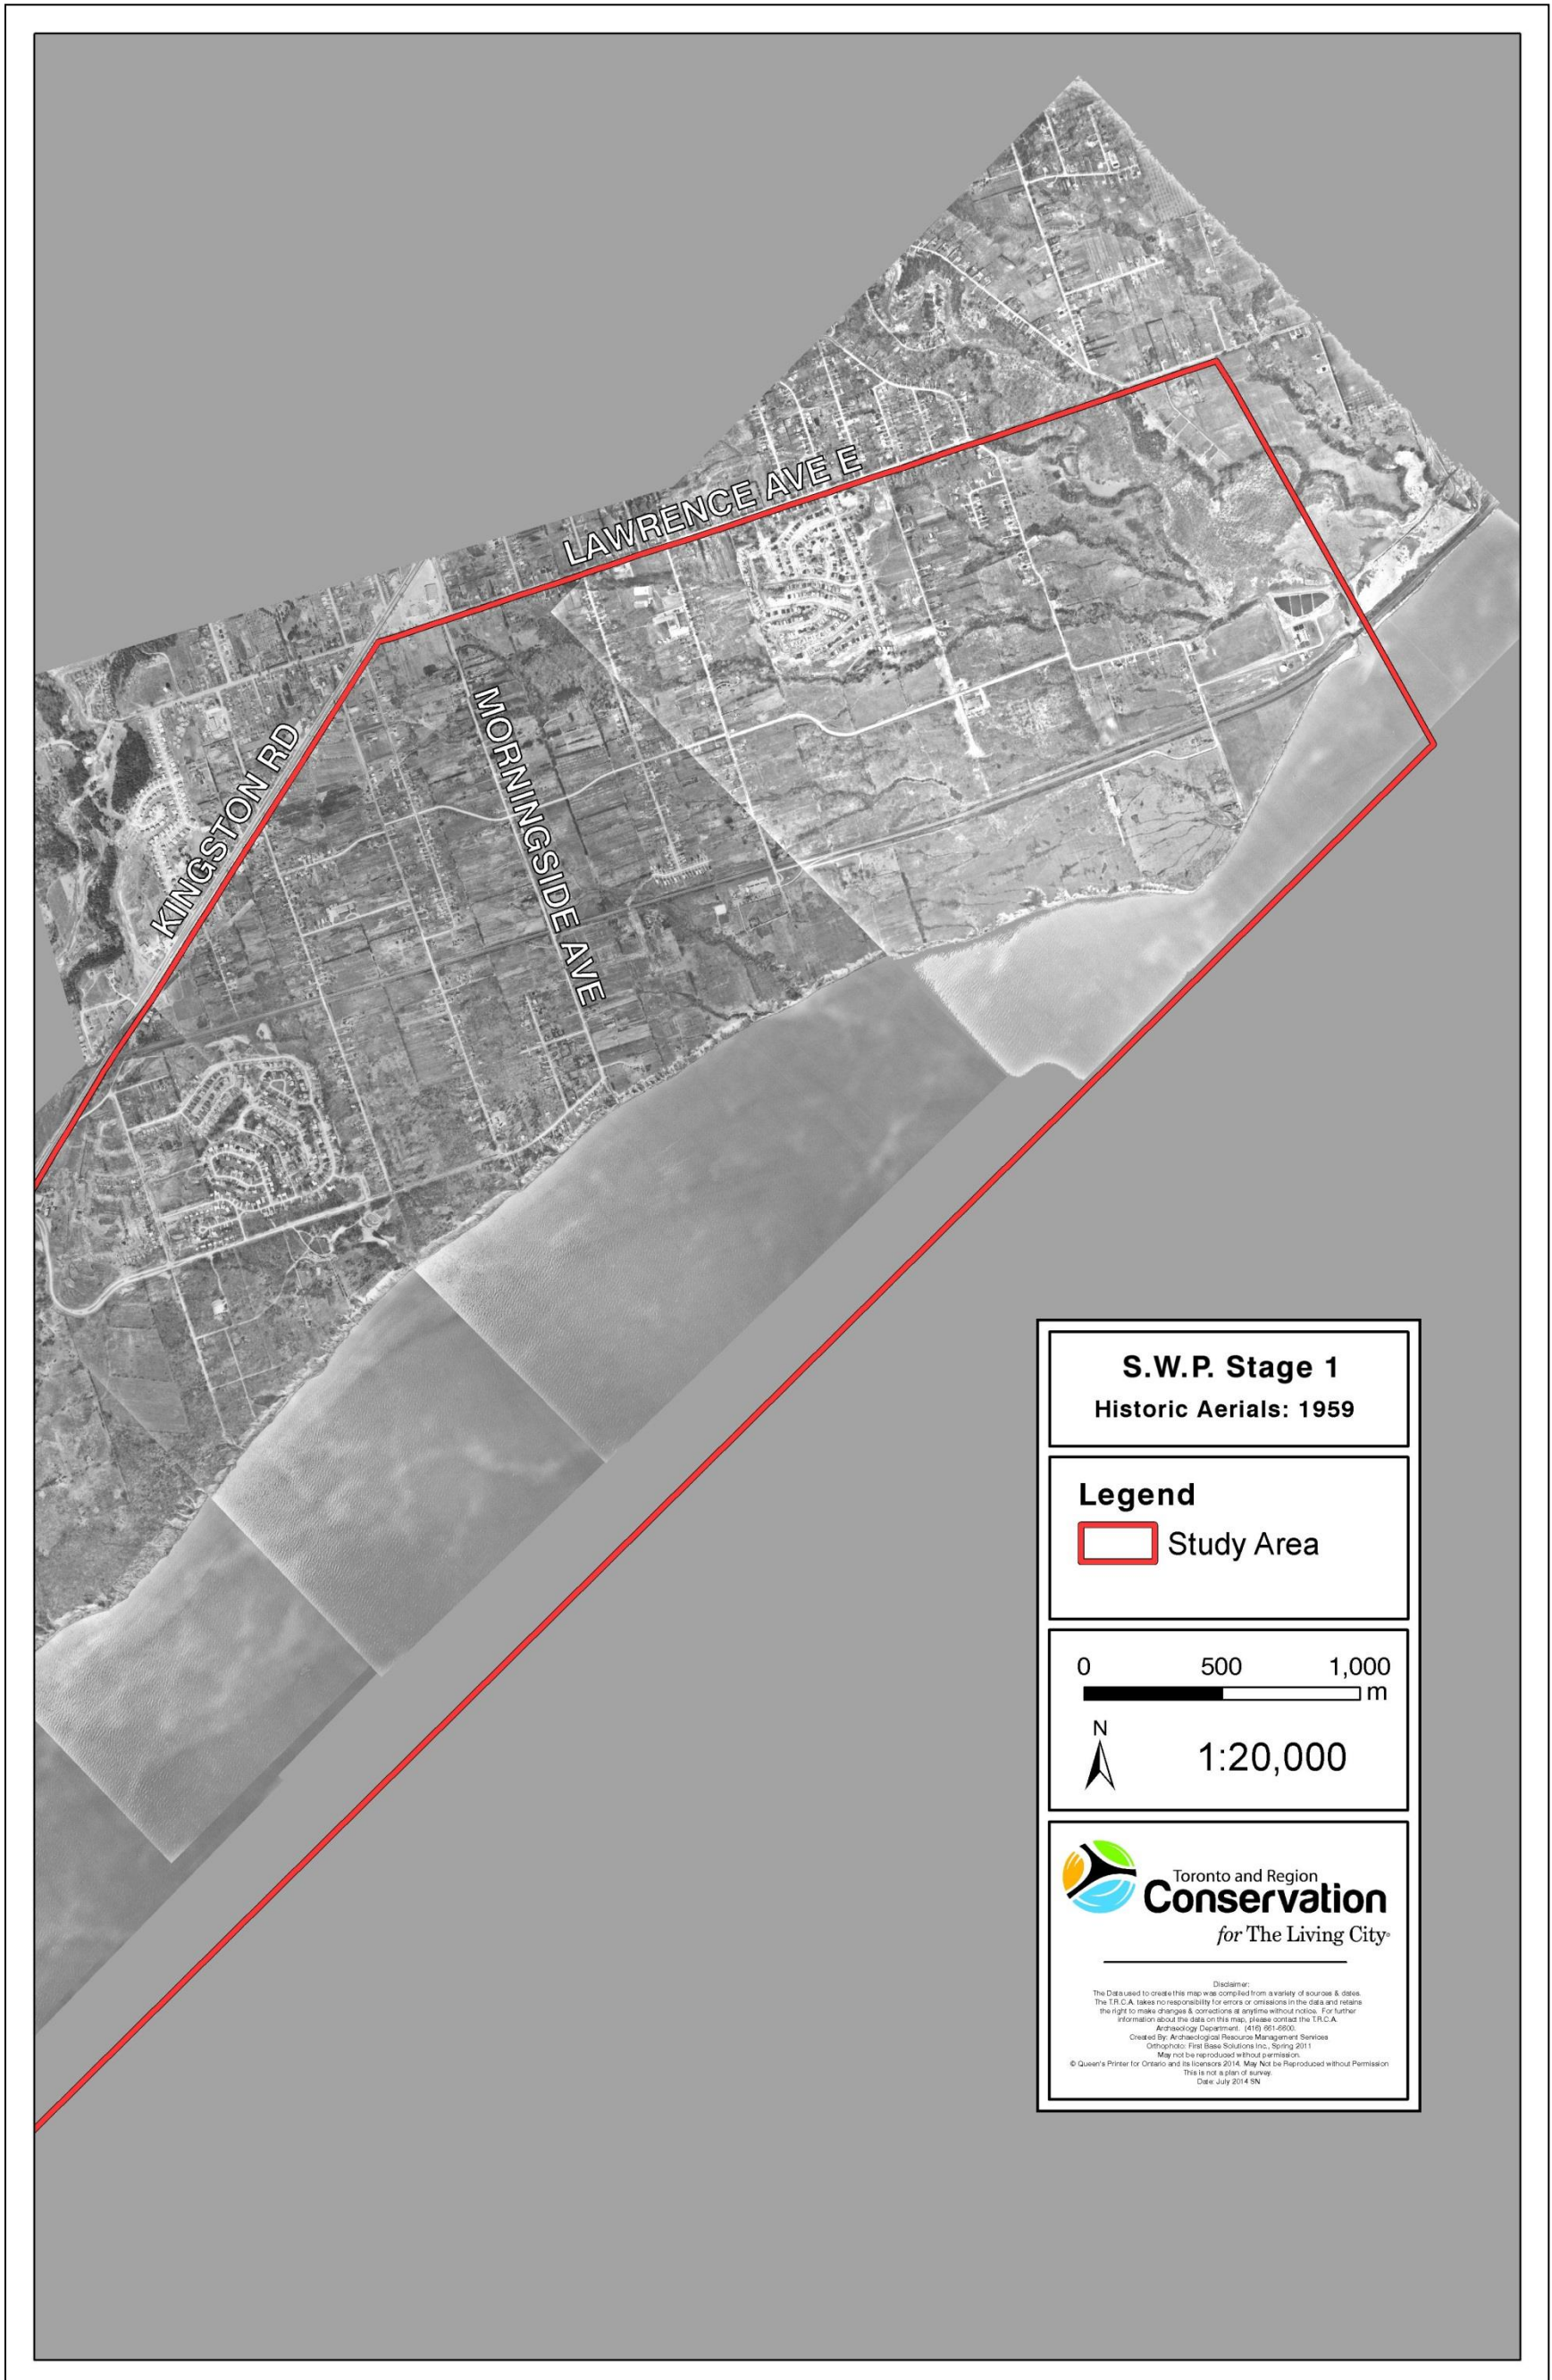 LAWRENCE AVE E
KINGSTON RD
MORNINGSIDE AVE
S.W.P. Stage 1
Historic Aerials: 1959
Legend
Study Area
0 500 1,000
m
N
1:20,000
Toronto and Region
Conservation
for The Living City
Disclaimer:
The Data used to create this map was compiled from a variety of sources & dates.
The T.R.C.A. takes no responsibility for errors or omissions in the data and retains
the right to make changes & corrections at anytime without notice. For further
information about the data on this map, please contact the T.R.C.A.
Archaeology Department. (416) 661-6600.
Created By: Archaeological Resource Management Services
Orthophoto: First Base Solutions Inc., Spring 2011
May not be reproduced without permission.
© Queen's Printer for Ontario and its licensors 2014. May Not be Reproduced without Permission
This is not a plan of survey.
Date: July 2014 SN